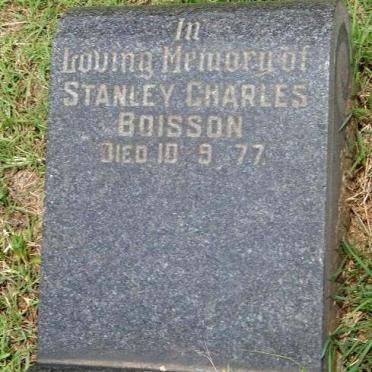 In
Loving Memory of
STANLEY CHARLES
BOISSON
DIED 10 9 77